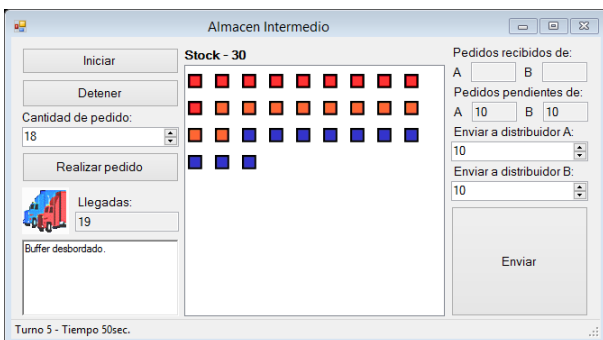 Almacen Intermedio
Iniciar
Detener
Cantidad de pedido:
18
Realizar pedido
Llegadas:
19
Buffer desbordado.
Stock - 30
Pedidos recibidos de:
A B
Pedidos pendientes de:
A 10 B 10
Enviar a distribuidor A:
10
Enviar a distribuidor B:
10
Enviar
Turno 5 - Tiempo 50sec.